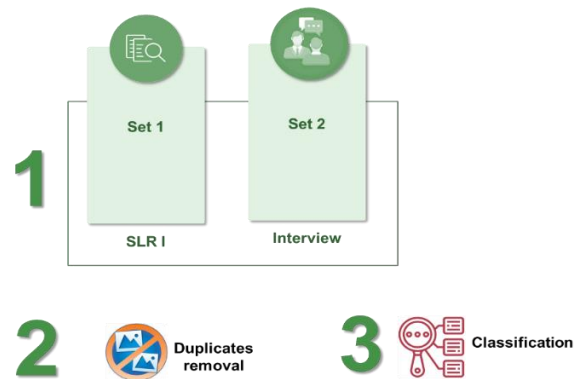 Set 1
Set 2
1
SLR I
Interview
2
Duplicates
removal
3
Classification